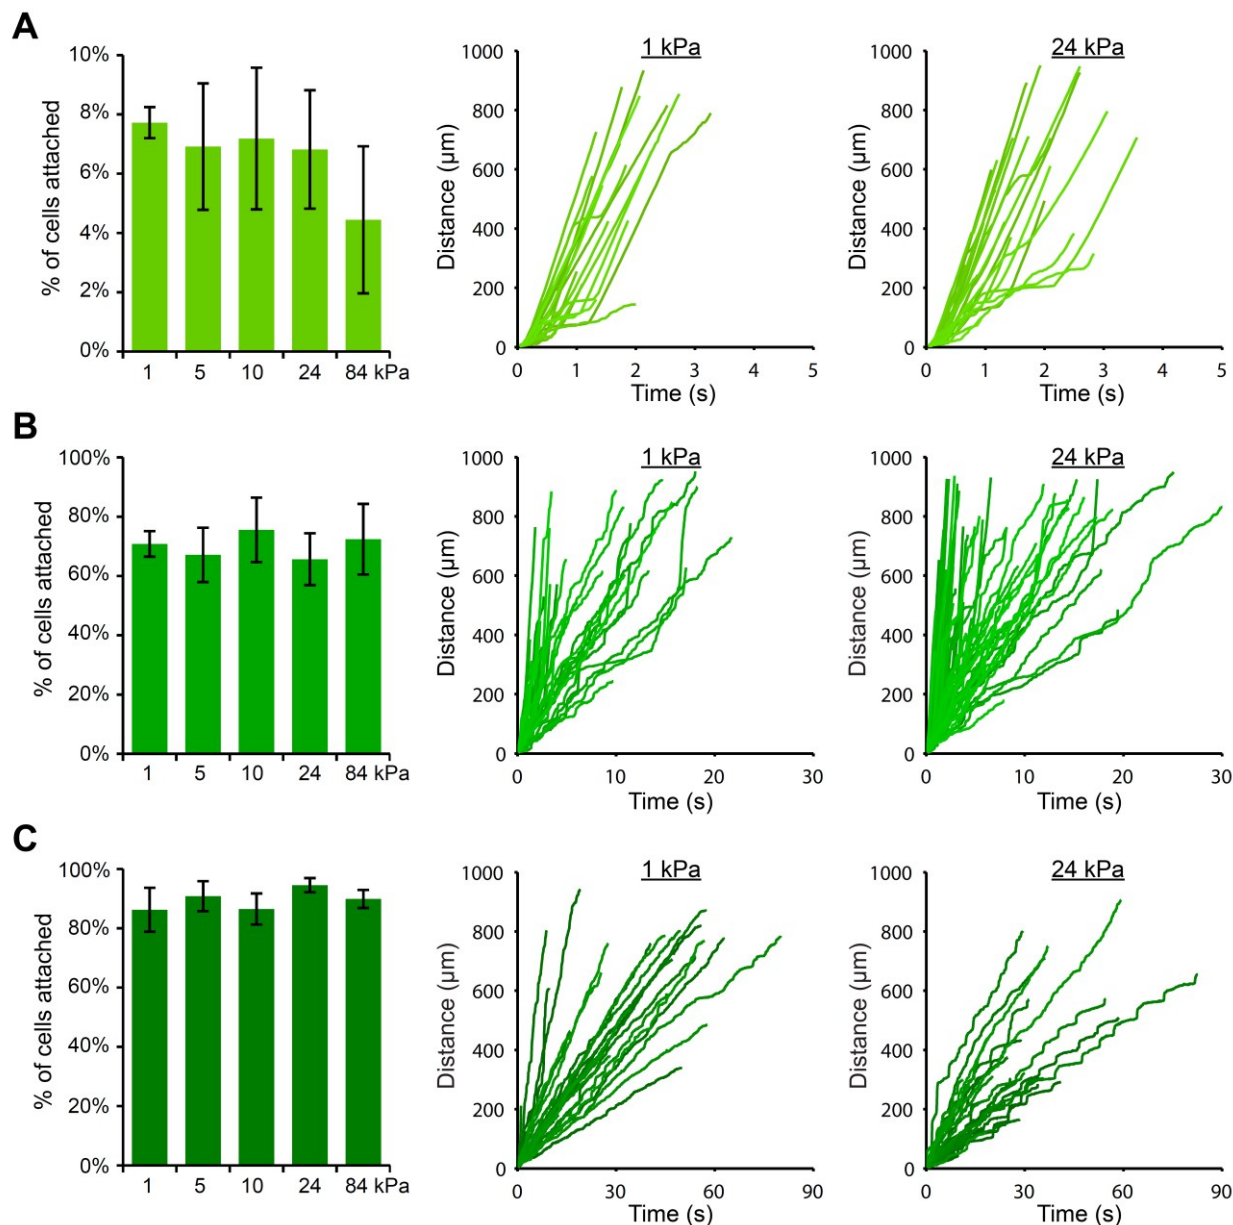 A
% of cells attached
10%
8%
6%
4%
2%
0%
1 5 10 24 84 kPa
1 kPa
Distance (µm)
1000
800
600
400
200
0
0 1 2 3 4 5
Time (s)
24 kPa
Distance (µm)
1000
800
600
400
200
0
0 1 2 3 4 5
Time (s)
B
% of cells attached
100%
80%
60%
40%
20%
0%
1 5 10 24 84 kPa
1 kPa
Distance (µm)
1000
800
600
400
200
0
0 10 20 30
Time (s)
24 kPa
Distance (µm)
1000
800
600
400
200
0
0 10 20 30
Time (s)
C
% of cells attached
100%
80%
60%
40%
20%
0%
1 5 10 24 84 kPa
1 kPa
Distance (µm)
1000
800
600
400
200
0
0 30 60 90
Time (s)
24 kPa
Distance (µm)
1000
800
600
400
200
0
0 30 60 90
Time (s)